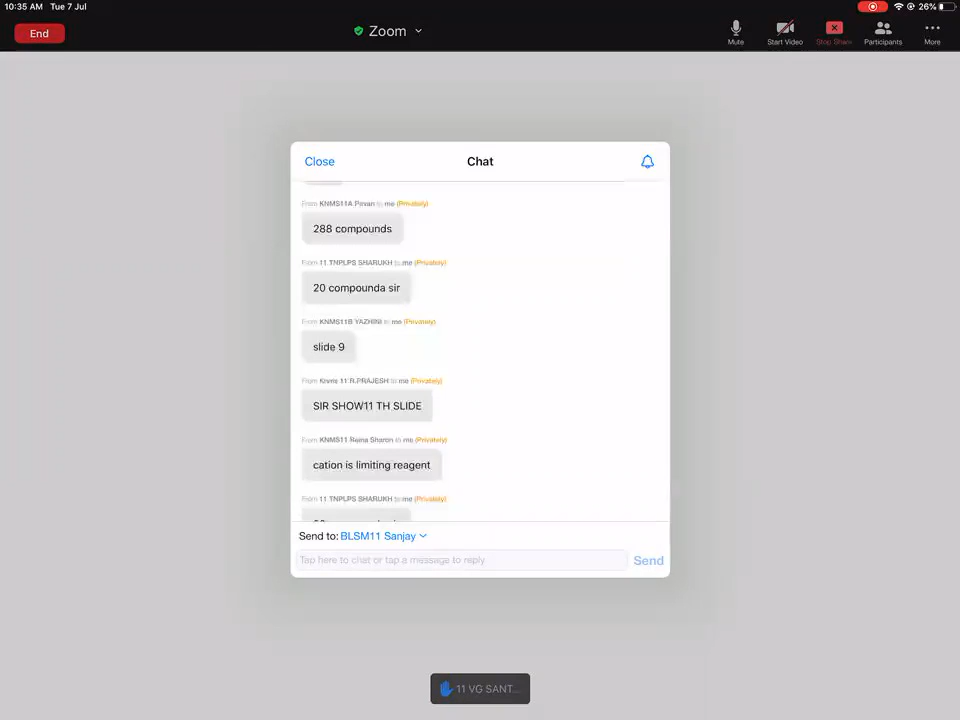 10:35 AM Tue 7 Jul
26%
End
Zoom
Mute
Start Video
Stop Share
Participants
More
Close
Chat
From KNMS11A Pirvan to me (Privately)
288 compounds
From 11 TNPLPS SHARUKH to me (Privately)
20 compounda sir
From KNMS11B YAZHINI to me (Privately)
slide 9
From Knms 11 R.PRAJESH to me (Privately)
SIR SHOW11 TH SLIDE
From KNMS11 Reina Sharon to me (Privately)
cation is limiting reagent
From 11 TNPLPS SHARUKH to me (Privately)
Send to: BLSM11 Sanjay
Tap here to chat or tap a message to reply
Send
11 VG SANT...